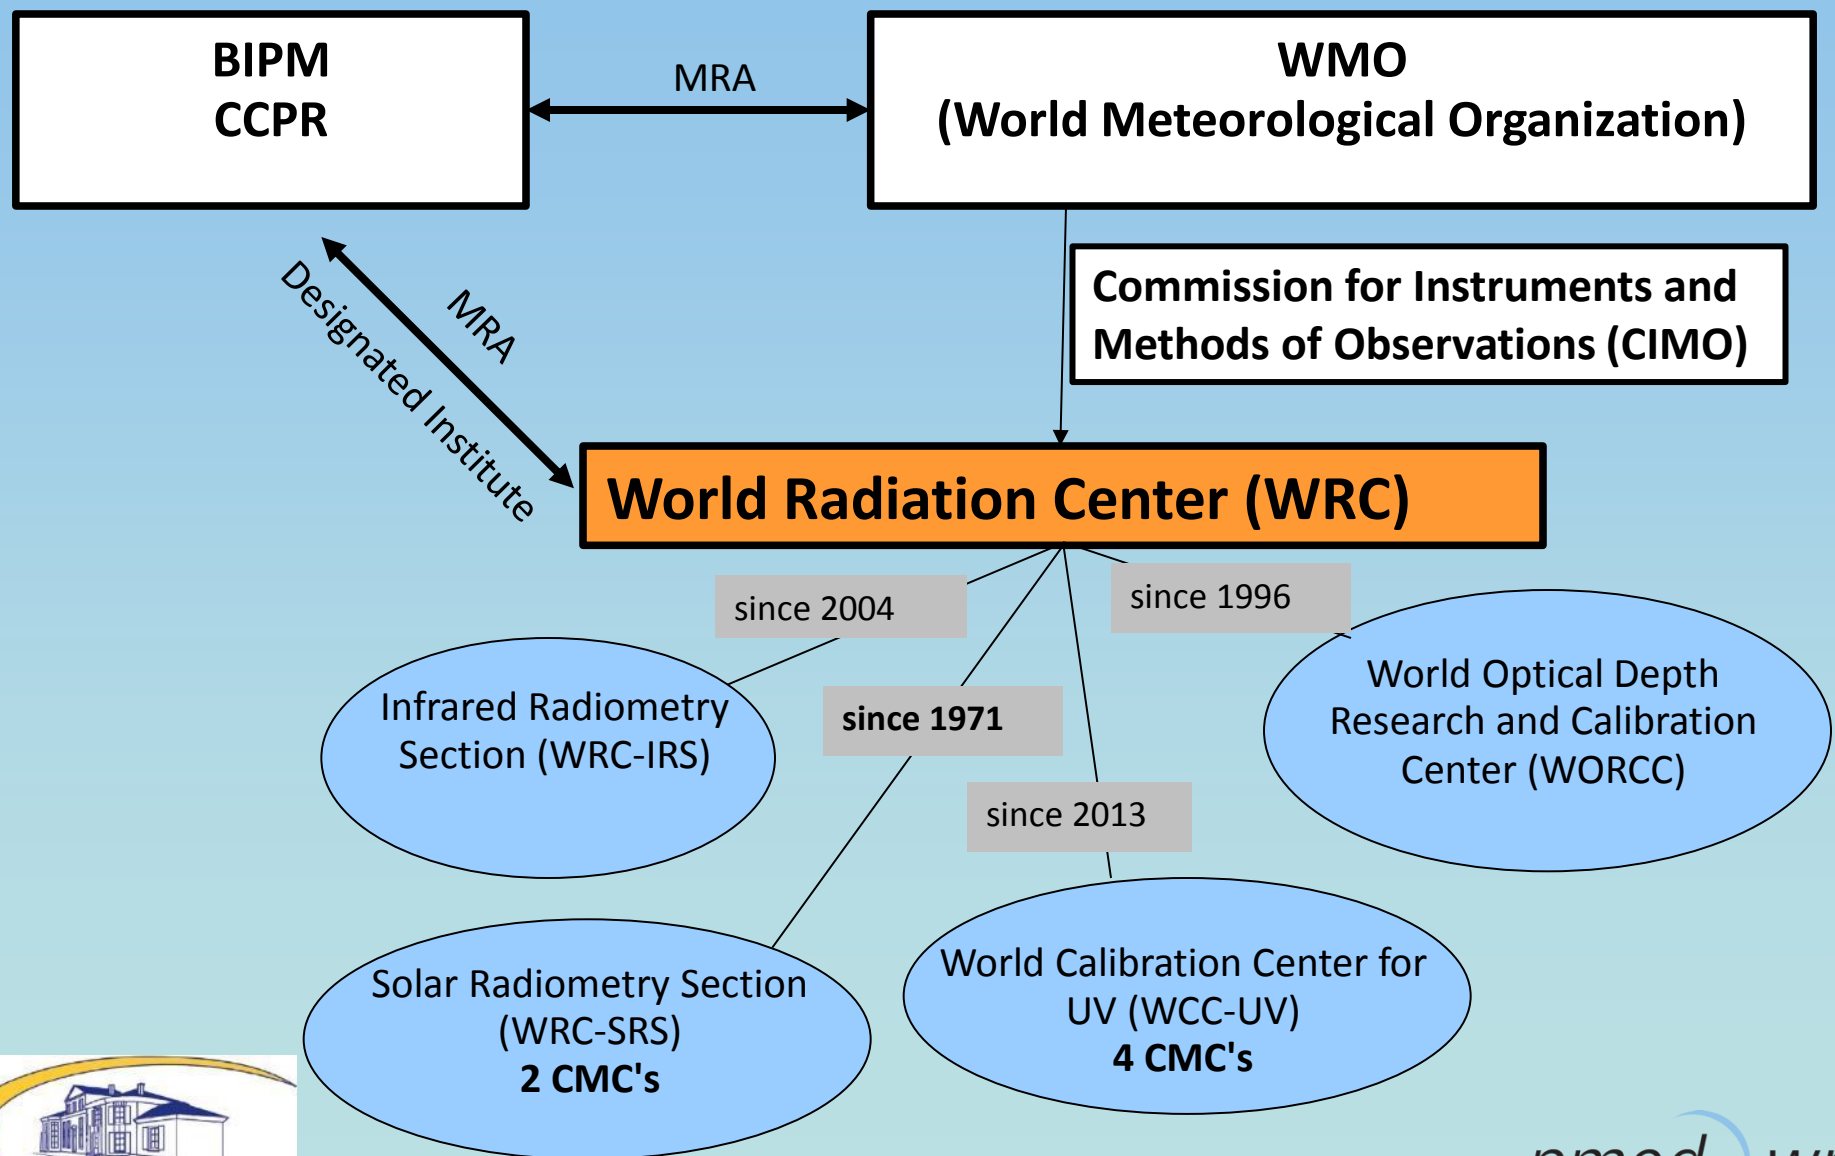 BIPM
CCPR
MRA
WMO
(World Meteorological Organization)
Commission for Instruments and
Methods of Observations (CIMO)
MRA
Designated Institute
World Radiation Center (WRC)
since 2004
since 1996
since 1971
since 2013
Infrared Radiometry
Section (WRC-IRS)
World Optical Depth
Research and Calibration
Center (WORCC)
Solar Radiometry Section
(WRC-SRS)
2 CMC's
World Calibration Center for
UV (WCC-UV)
4 CMC's